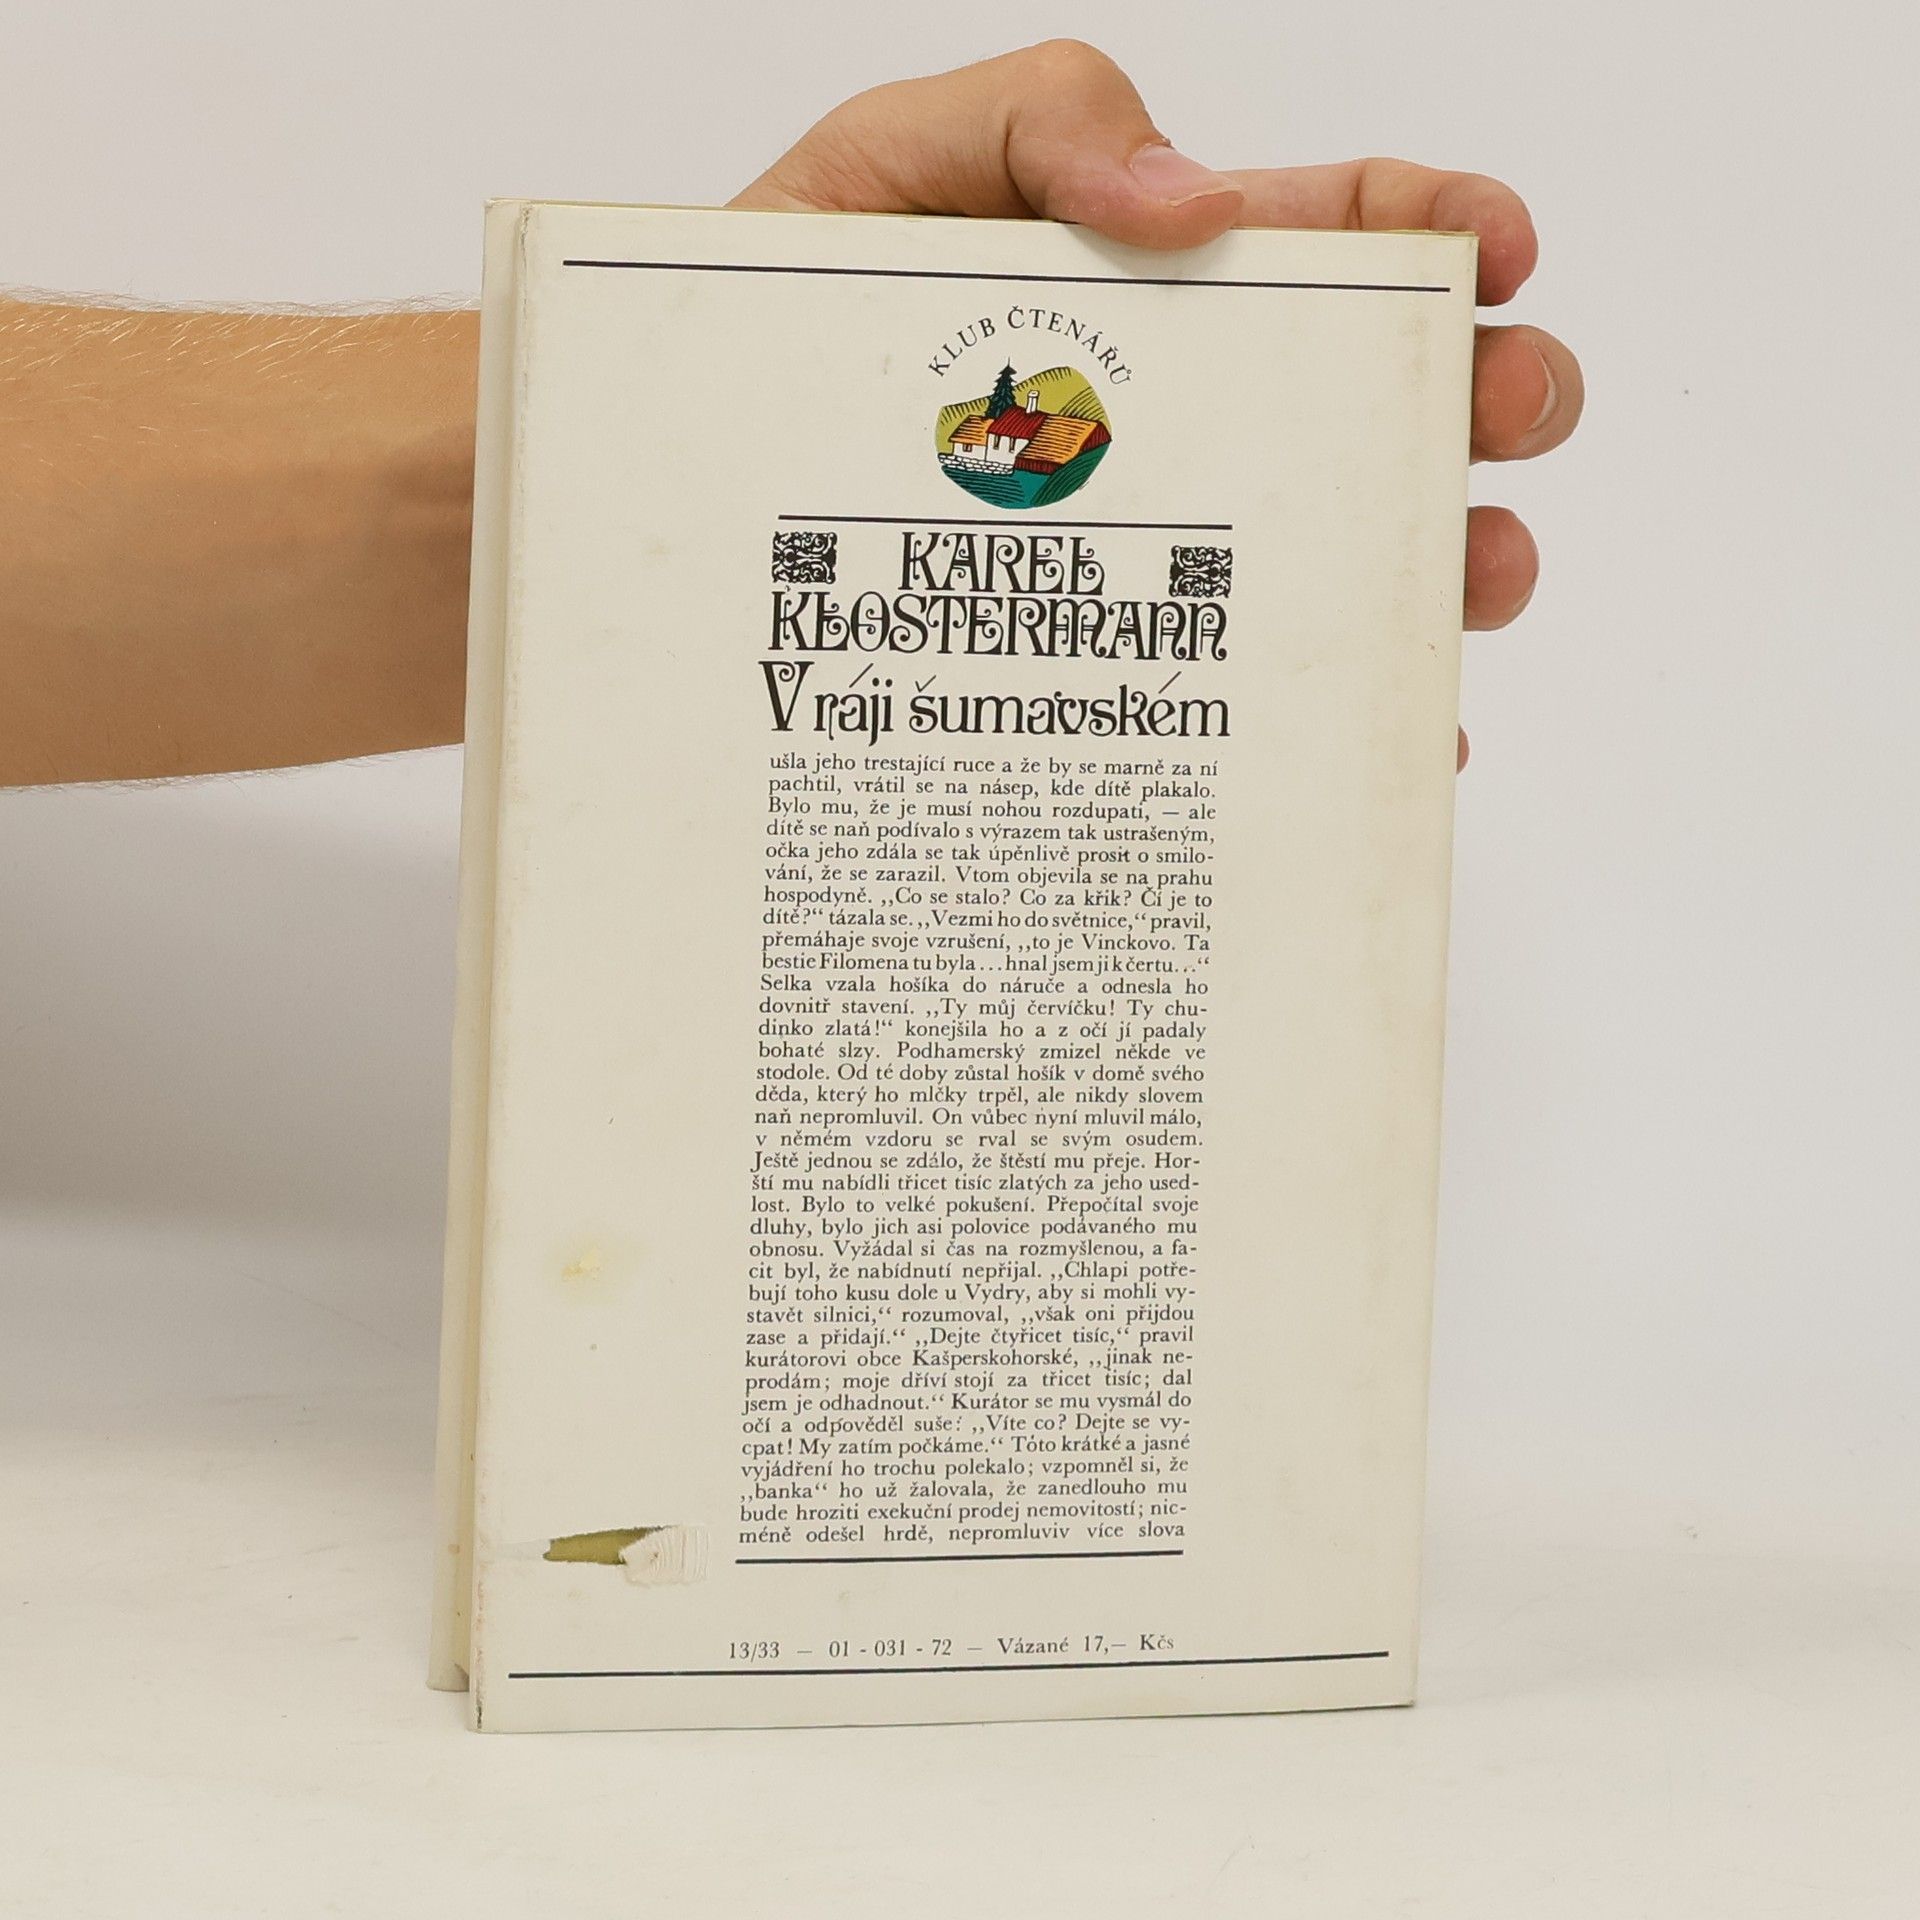 KLUB ČTENÁŘŮ
KAREL
KLOSTERMANN
V ráji šumavském
ušla jeho trestající ruce a že by se marně za ní
pachtil, vrátil se na násep, kde dítě plakalo.
Bylo mu, že je musí nohou rozdupati, — ale
dítě se naň podívalo s výrazem tak ustrašeným,
očka jeho zdála se tak úpěnlivě prosit o smilo-
vání, že se zarazil. Vtom objevila se na prahu
hospodyně. ,,Co se stalo? Co za křik? Čí je to
dítě?“ tázala se. ,,Vezmi ho do světnice,“ pravil,
přemáhaje svoje vzrušení, ,,to je Vinckovo. Ta
bestie Filomena tu byla...hnal jsem ji k čertu...“
Selka vzala hošíka do náruče a odnesla ho
dovnitř stavení. ,,Ty můj červíčku! Ty chu-
dinko zlatá!“ konejšila ho a z očí jí padaly
bohaté slzy. Podhamerský zmizel někde ve
stodole. Od té doby zůstal hošík v domě svého
děda, který ho mlčky trpěl, ale nikdy slovem
naň nepromluvil. On vůbec nyní mluvil málo,
v němém vzdoru se rval se svým osudem.
Ještě jednou se zdálo, že štěstí mu přeje. Hor-
ští mu nabídli třicet tisíc zlatých za jeho used-
lost. Bylo to velké pokušení. Přepočítal svoje
dluhy, bylo jich asi polovice podávaného mu
obnosu. Vyžádal si čas na rozmyšlenou, a fa-
cit byl, že nabídnutí nepřijal. ,,Chlapi potře-
bují toho kusu dole u Vydry, aby si mohli vy-
stavět silnici,“ rozumoval, ,,však oni přijdou
zase a přidají.“ ,,Dejte čtyřicet tisíc,“ pravil
kurátorovi obce Kašperskohorské, ,,jinak ne-
prodám; moje dříví stojí za třicet tisíc; dal
jsem je odhadnout.“ Kurátor se mu vysmál do
očí a odpověděl suše: ,,Víte co? Dejte se vy-
cpat! My zatím počkáme.“ Toto krátké a jasné
vyjádření ho trochu polekalo; vzpomněl si, že
,,banka“ ho už žalovala, že zanedlouho mu
bude hroziti exekuční prodej nemovitostí; nic-
méně odešel hrdě, nepromluviv více slova
13/33 — 01 - 031 - 72 — Vázané 17,— Kčs